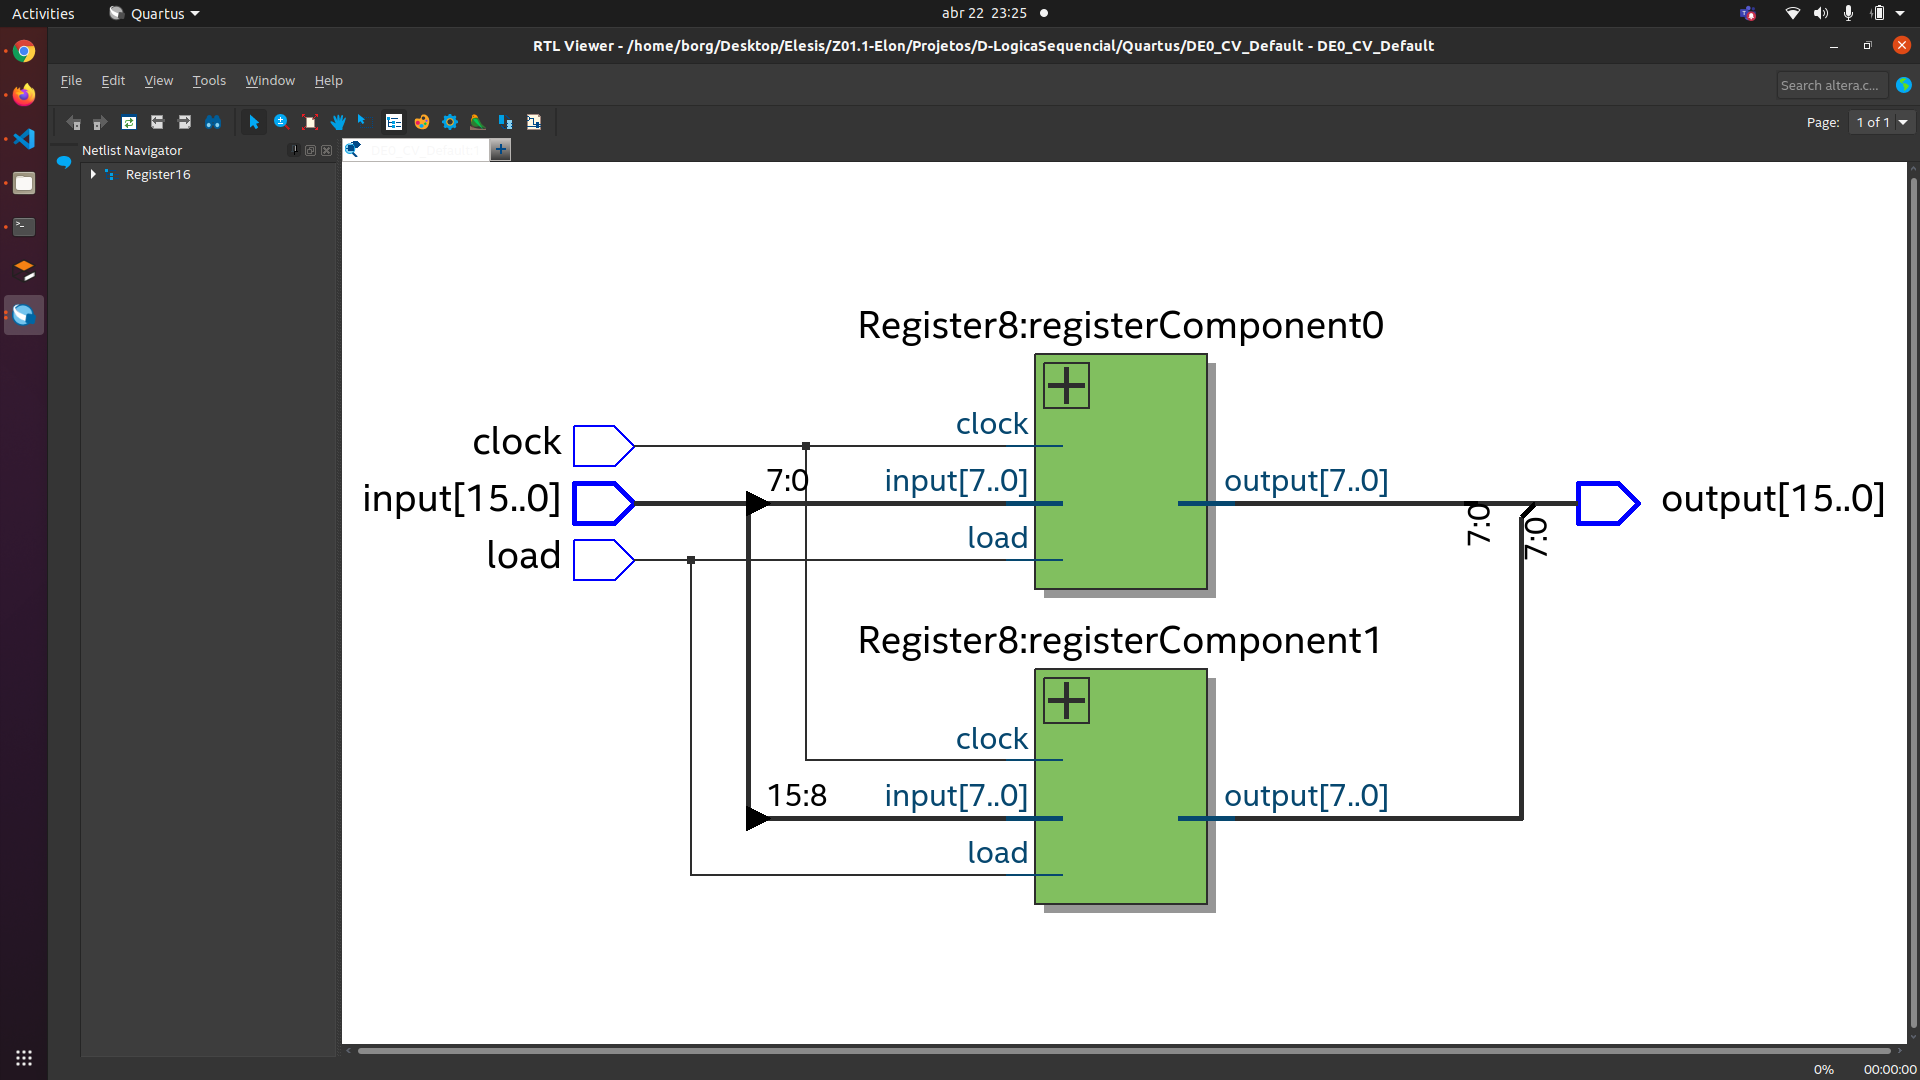 Activities
Quartus
abr 22 23:25
RTL Viewer - /home/borg/Desktop/Elesis/Z01.1-Elon/Projetos/D-LogicaSequencial/Quartus/DE0_CV_Default - DE0_CV_Default
File Edit View Tools Window Help
Search altera.c...
Page: 1 of 1
Netlist Navigator
Register16
Register8:registerComponent0
clock
clock
7:0
input[7..0]
output[7..0]
input[15..0]
output[15..0]
7:0
7:0
load
load
Register8:registerComponent1
clock
15:8
input[7..0]
output[7..0]
load
0% 00:00:00